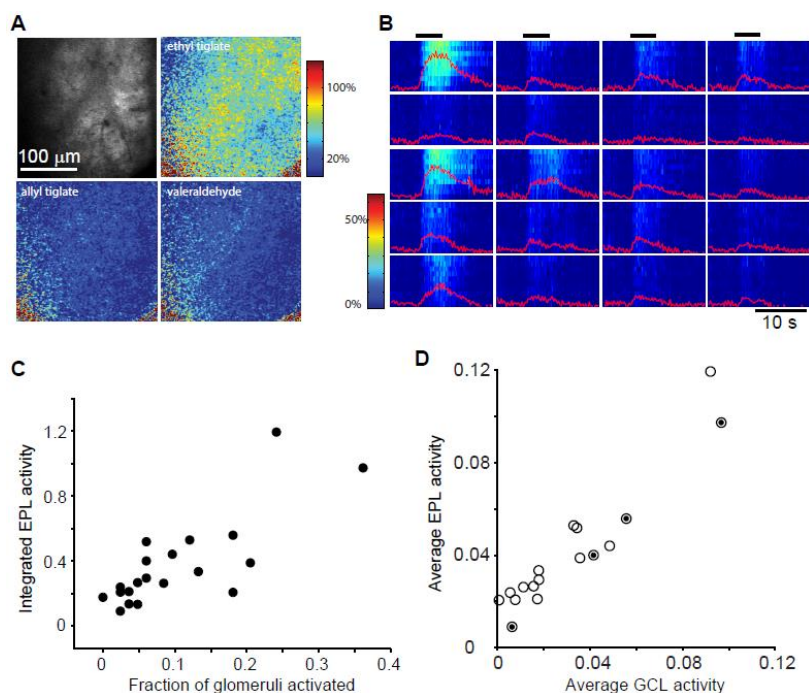 A
ethyl tiglate
100%
100 μm
20%
allyl tiglate
valeraldehyde
50%
0%
B
10 s
C
Integrated EPL activity
1.2
0.8
0.4
0
0
0.1
0.2
0.3
0.4
Fraction of glomeruli activated
D
Average EPL activity
0.12
0.08
0.04
0
0
0.04
0.08
0.12
Average GCL activity